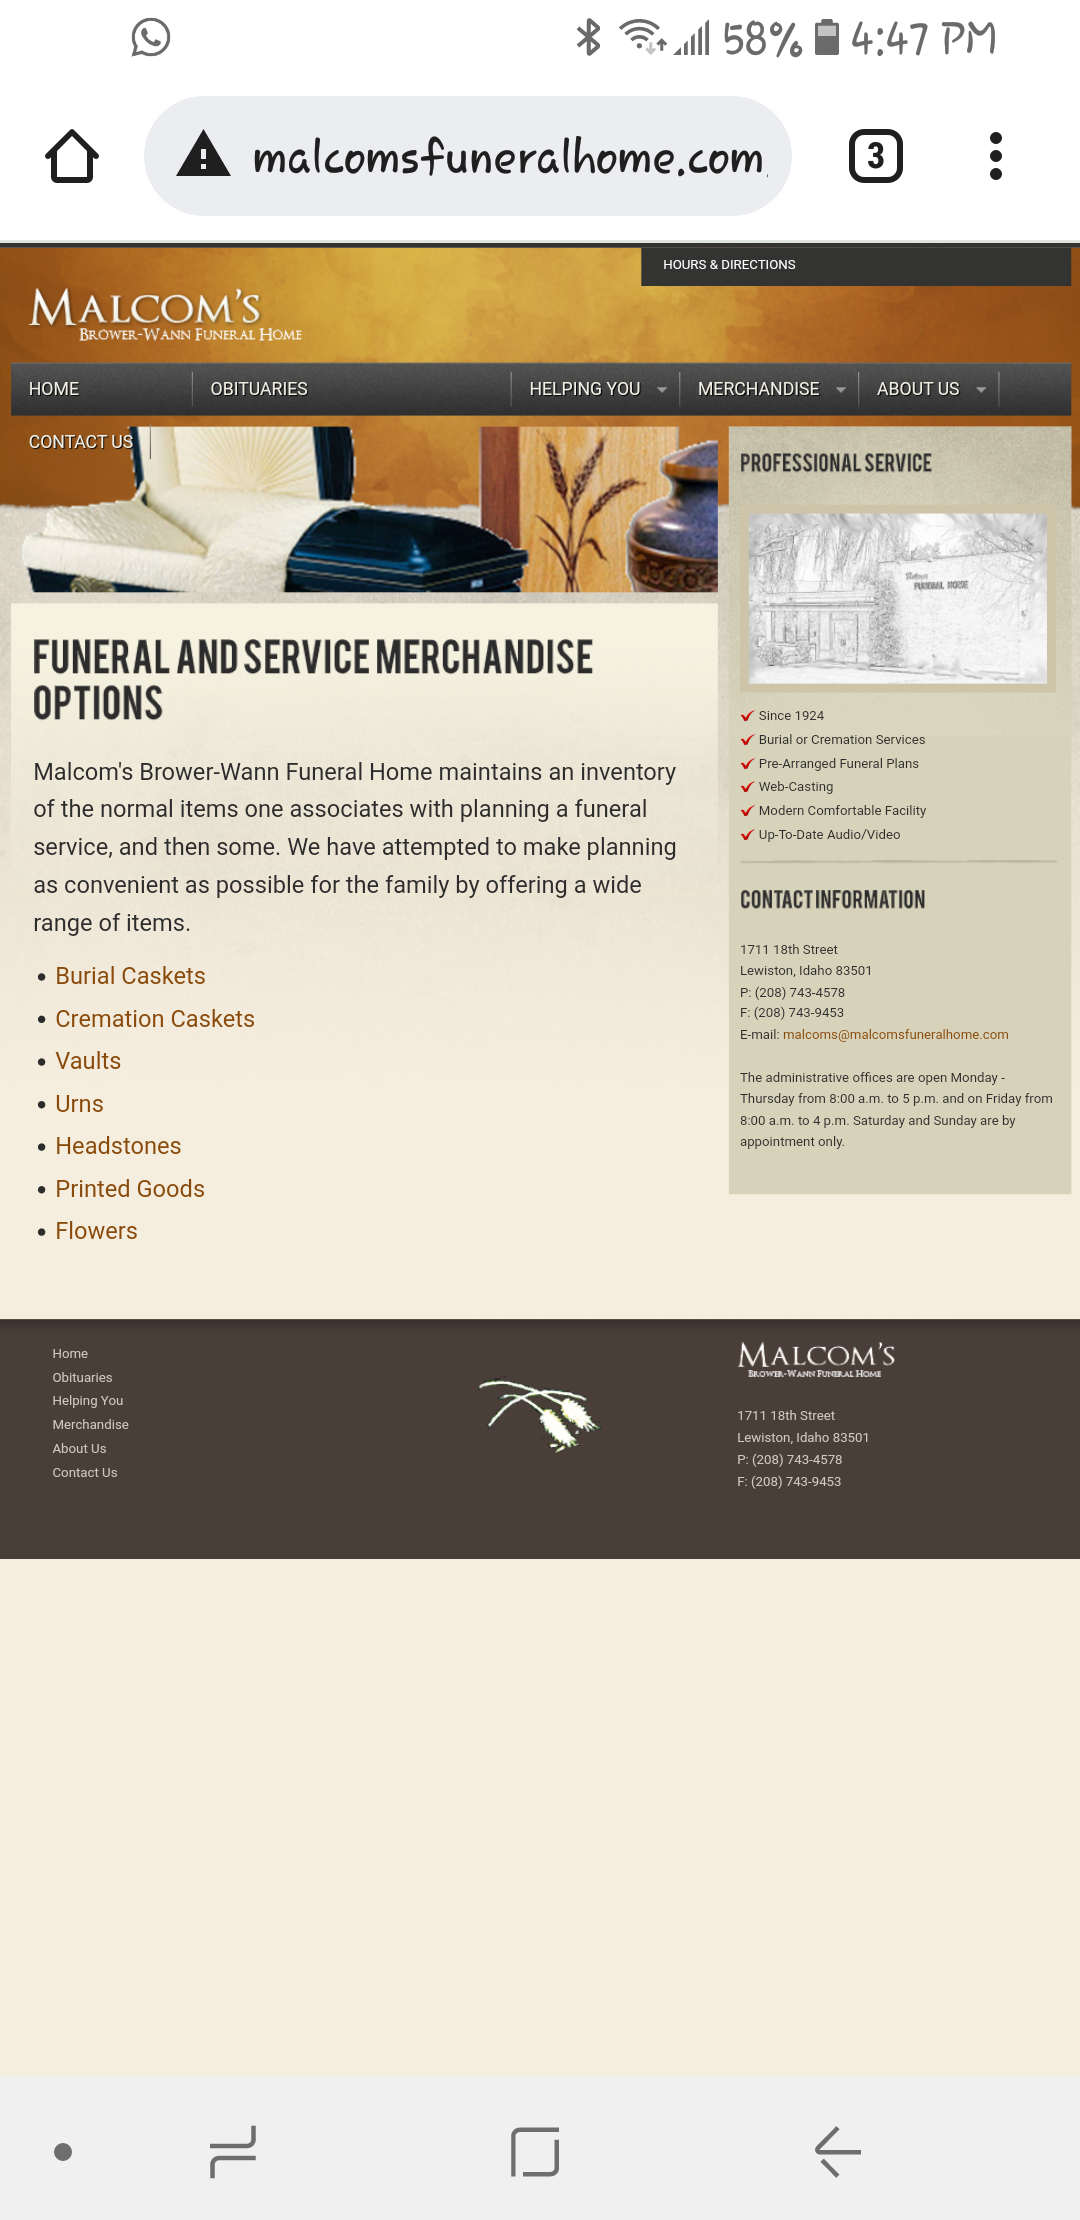 58% 4:47 PM
malcomsfuneralhome.com
3
HOURS & DIRECTIONS
MALCOM'S
BROWER-WANN FUNERAL HOME
HOME OBITUARIES HELPING YOU MERCHANDISE ABOUT US
CONTACT US
FUNERAL AND SERVICE MERCHANDISE
OPTIONS
Malcom's Brower-Wann Funeral Home maintains an inventory
of the normal items one associates with planning a funeral
service, and then some. We have attempted to make planning
as convenient as possible for the family by offering a wide
range of items.
• Burial Caskets
• Cremation Caskets
• Vaults
• Urns
• Headstones
• Printed Goods
• Flowers
PROFESSIONAL SERVICE
FUNERAL HOME
Since 1924
Burial or Cremation Services
Pre-Arranged Funeral Plans
Web-Casting
Modern Comfortable Facility
Up-To-Date Audio/Video
CONTACT INFORMATION
1711 18th Street
Lewiston, Idaho 83501
P: (208) 743-4578
F: (208) 743-9453
E-mail: malcoms@malcomsfuneralhome.com
The administrative offices are open Monday -
Thursday from 8:00 a.m. to 5 p.m. and on Friday from
8:00 a.m. to 4 p.m. Saturday and Sunday are by
appointment only.
Home
Obituaries
Helping You
Merchandise
About Us
Contact Us
MALCOM'S
BROWER-WANN FUNERAL HOME
1711 18th Street
Lewiston, Idaho 83501
P: (208) 743-4578
F: (208) 743-9453